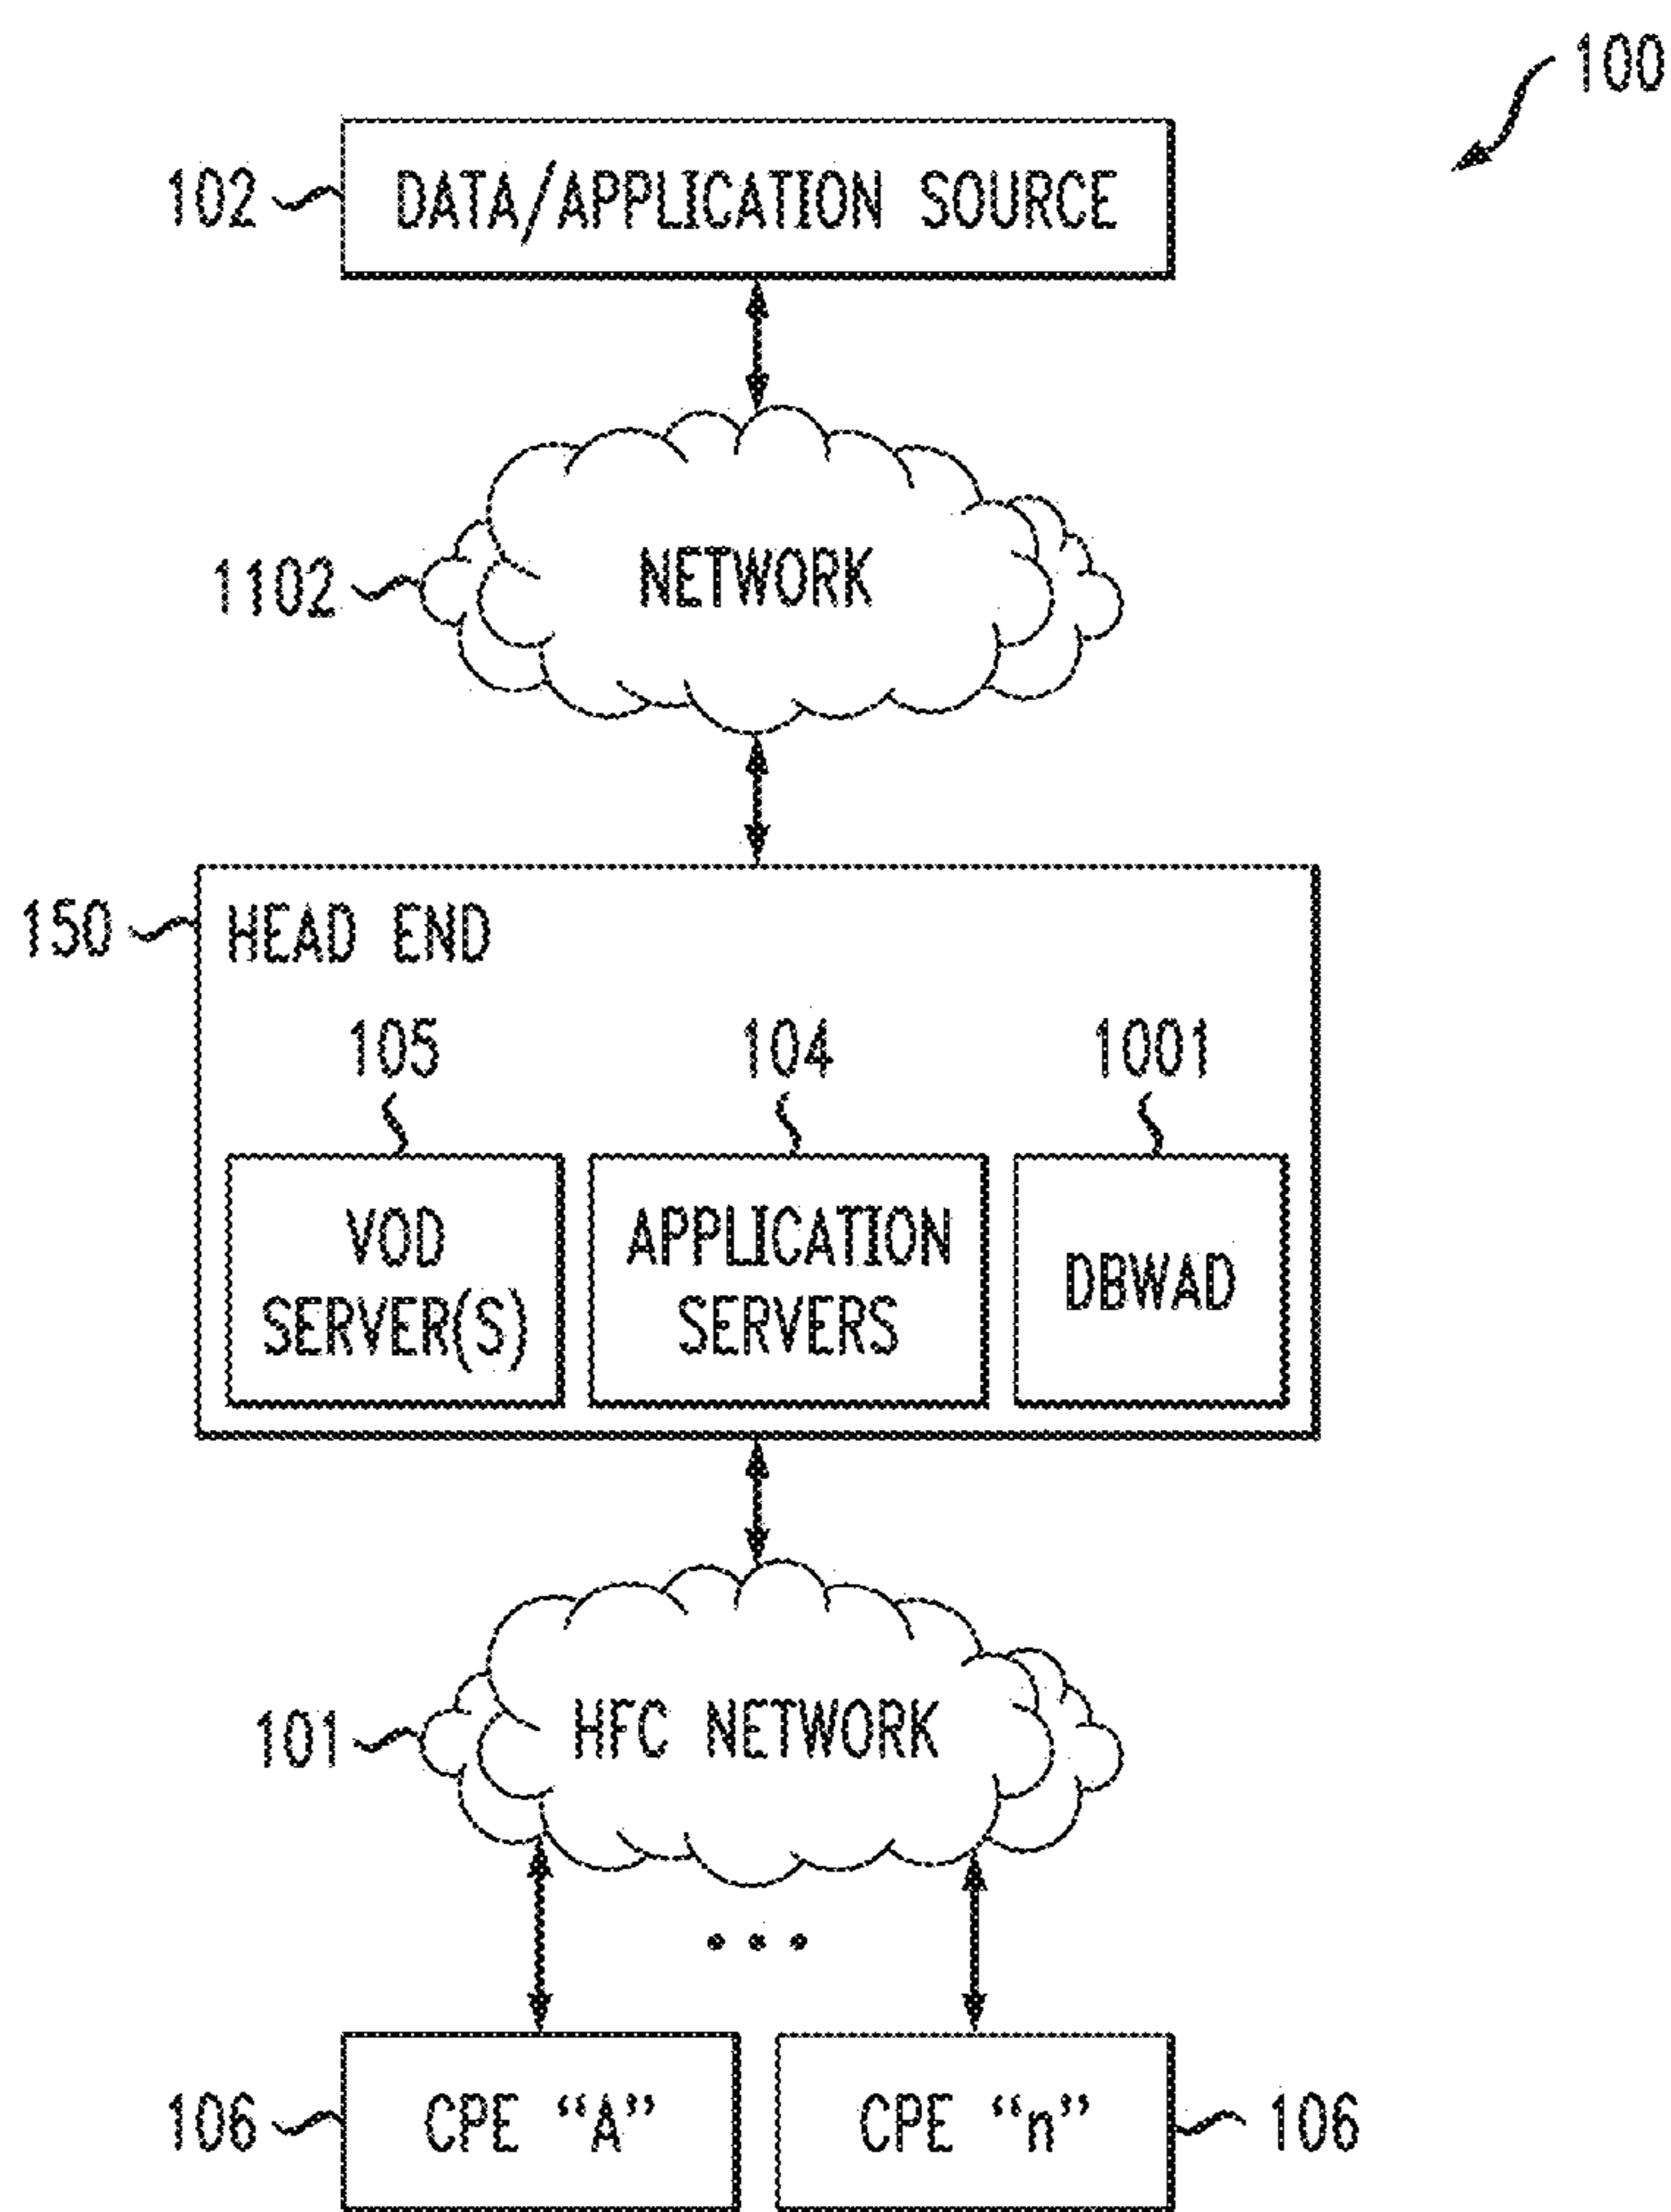 100
102
DATA/APPLICATION SOURCE
1102
NETWORK
150
HEAD END
105
104
1001
VOD
SERVER(S)
APPLICATION
SERVERS
DBWAD
101
HFC NETWORK
106
CPE “A”
CPE “n”
106